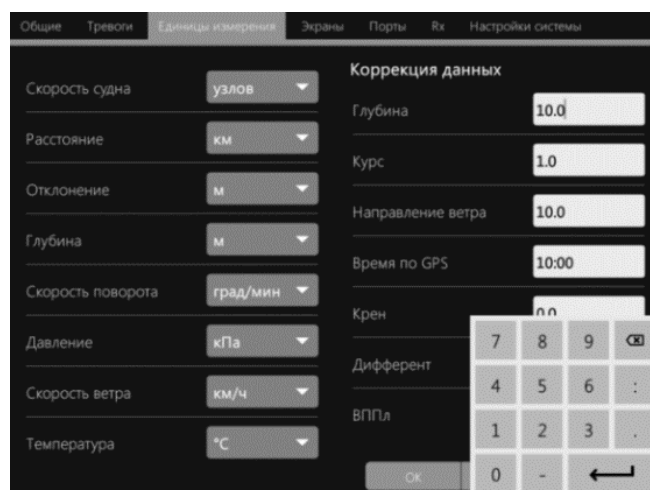 Общие Тревоги Единицы измерения Экраны Порты Rx Настройки системы
Скорость судна узлов
Расстояние км
Отклонение м
Глубина м
Скорость поворота град/мин
Давление кПа
Скорость ветра км/ч
Температура °C
Коррекция данных
Глубина 10.0
Курс 1.0
Направление ветра 10.0
Время по GPS 10:00
Крен 0.0
Дифферент
ВППл
OK
7 8 9
4 5 6 :
1 2 3 .
0 -